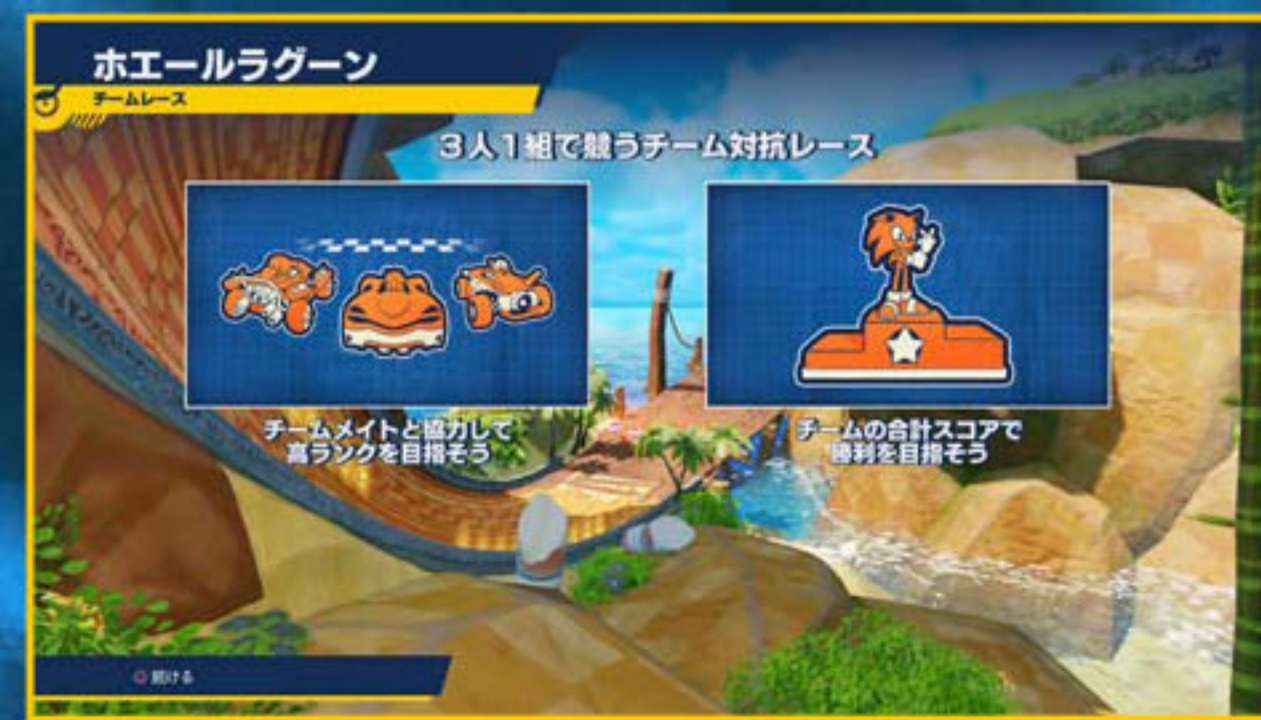 ホエールラグーン
チームレース
3人1組で競うチーム対抗レース
チームメイトと協力して
高ランクを目指そう
チームの合計スコアで
勝利を目指そう
続ける